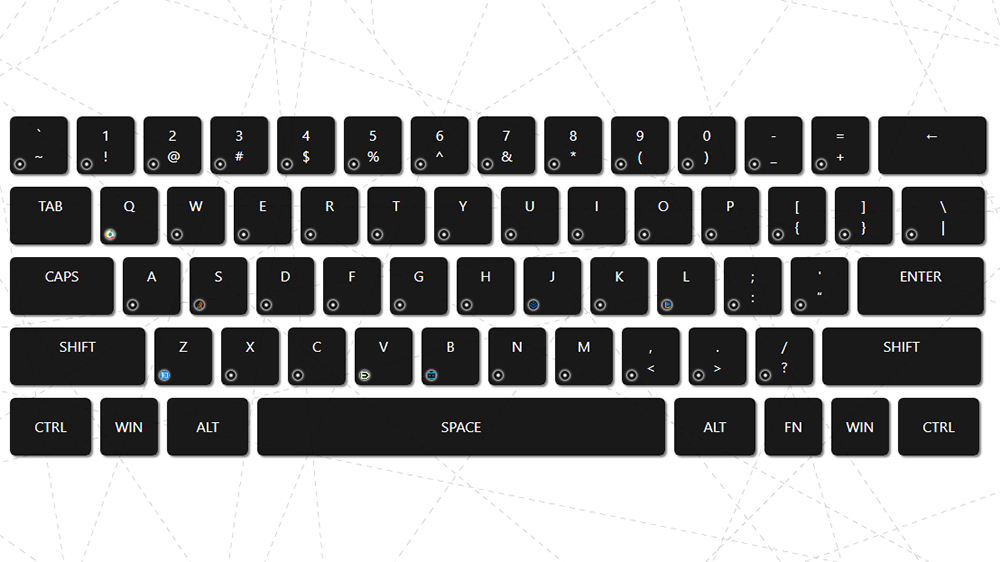 ` 1 2 3 4 5 6 7 8 9 0 - = ←
~ ! @ # $ % ^ & * ( ) _ +
TAB Q W E R T Y U I O P [ ] \
{ } |
CAPS A S D F G H J K L ; ' ENTER
: “
SHIFT Z X C V B N M , . / SHIFT
< > ?
CTRL WIN ALT SPACE ALT FN WIN CTRL